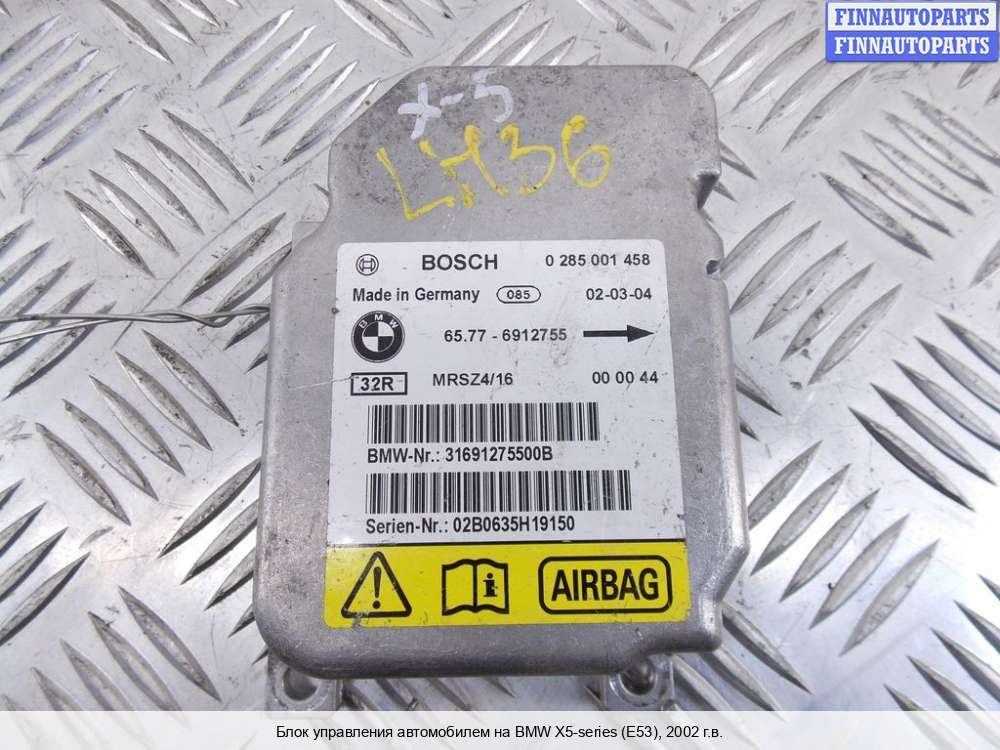 FINNAUTOPARTS
FINNAUTOPARTS
X-5
LH36
BOSCH 0 285 001 458
Made in Germany 085 02-03-04
BMW 65.77 - 6912755
32R MRSZ4/16 00 00 44
BMW-Nr.: 31691275500B
Serien-Nr.: 02B0635H19150
AIRBAG
Блок управления автомобилем на BMW X5-series (E53), 2002 г.в.